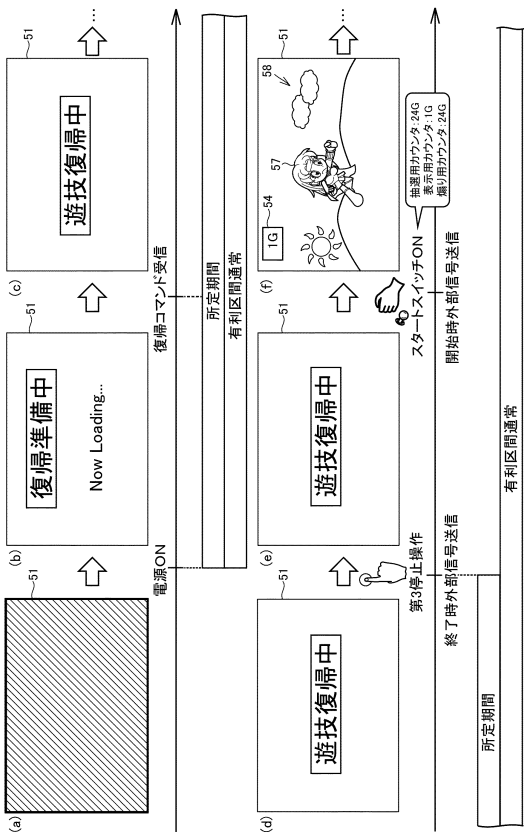 (a)
51
電源ON
(b)
51
復帰準備中
Now Loading...
復帰コマンド受信
(c)
51
遊技復帰中
...
所定期間
有利区間通常
(d)
51
遊技復帰中
第3停止操作
終了時外部信号送信
(e)
51
遊技復帰中
スタートスイッチON
開始時外部信号送信
(f)
51
54
1G
57
58
抽選用カウンタ:24G
表示用カウンタ:1G
煽り用カウンタ:24G
...
所定期間
有利区間通常